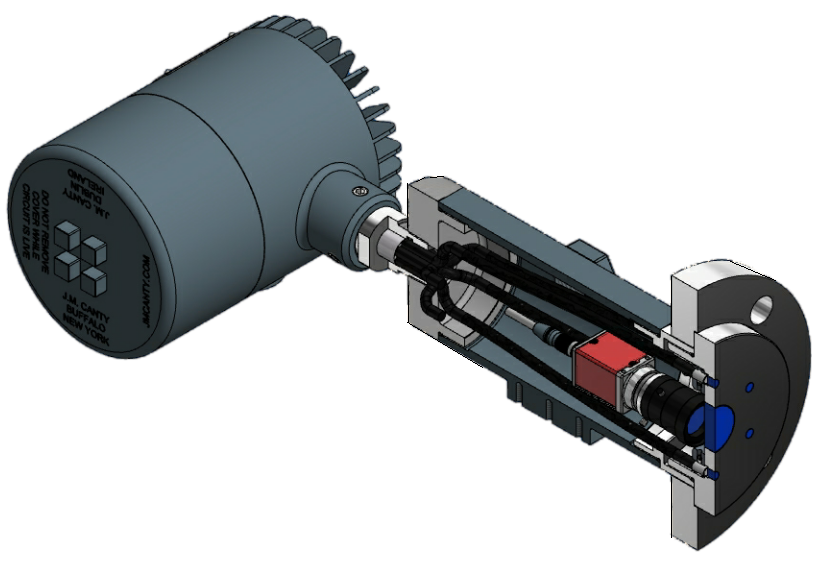 J.M. CANTY
DUBLIN
IRELAND
DO NOT REMOVE
COVER WHILE
CIRCUIT IS LIVE
J.M. CANTY
BUFFALO
NEW YORK
JMCANTY.COM